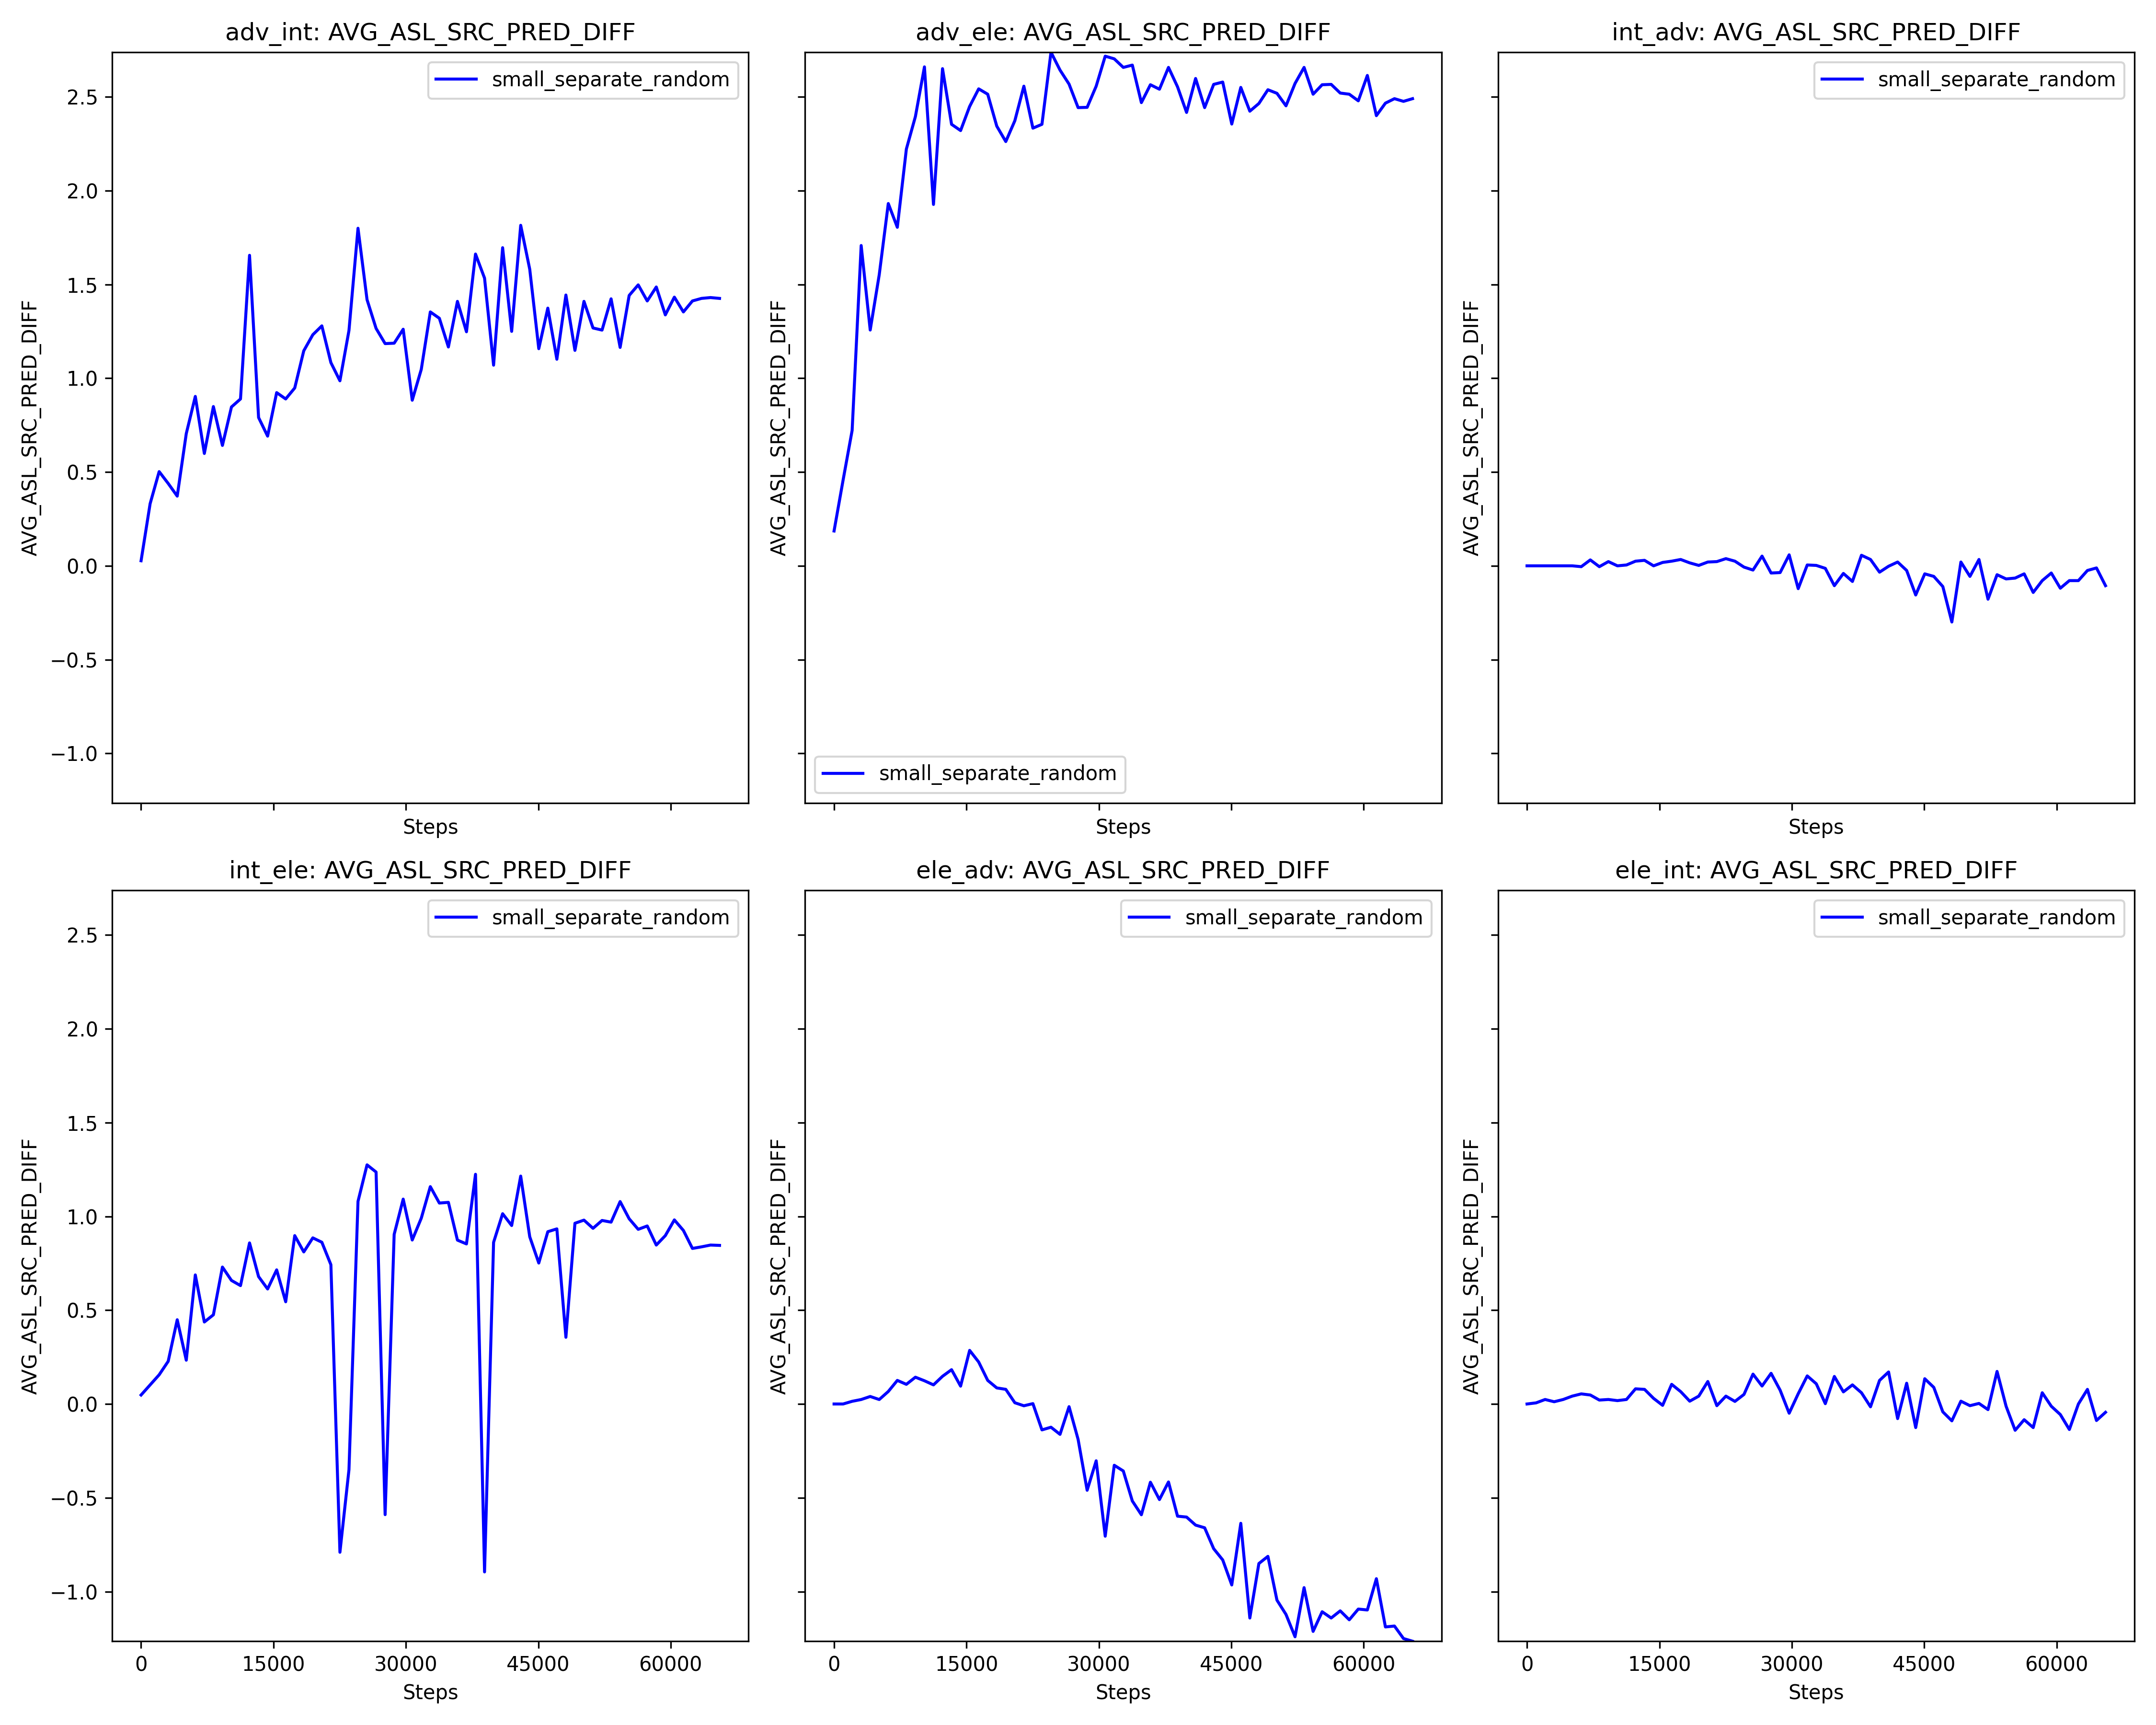 adv_int: AVG_ASL_SRC_PRED_DIFF
adv_ele: AVG_ASL_SRC_PRED_DIFF
int_adv: AVG_ASL_SRC_PRED_DIFF
small_separate_random
small_separate_random
small_separate_random
AVG_ASL_SRC_PRED_DIFF
AVG_ASL_SRC_PRED_DIFF
AVG_ASL_SRC_PRED_DIFF
2.5
2.0
1.5
1.0
0.5
0.0
−0.5
−1.0
Steps
Steps
Steps
int_ele: AVG_ASL_SRC_PRED_DIFF
ele_adv: AVG_ASL_SRC_PRED_DIFF
ele_int: AVG_ASL_SRC_PRED_DIFF
small_separate_random
small_separate_random
small_separate_random
AVG_ASL_SRC_PRED_DIFF
AVG_ASL_SRC_PRED_DIFF
AVG_ASL_SRC_PRED_DIFF
2.5
2.0
1.5
1.0
0.5
0.0
−0.5
−1.0
0 15000 30000 45000 60000
0 15000 30000 45000 60000
0 15000 30000 45000 60000
Steps
Steps
Steps